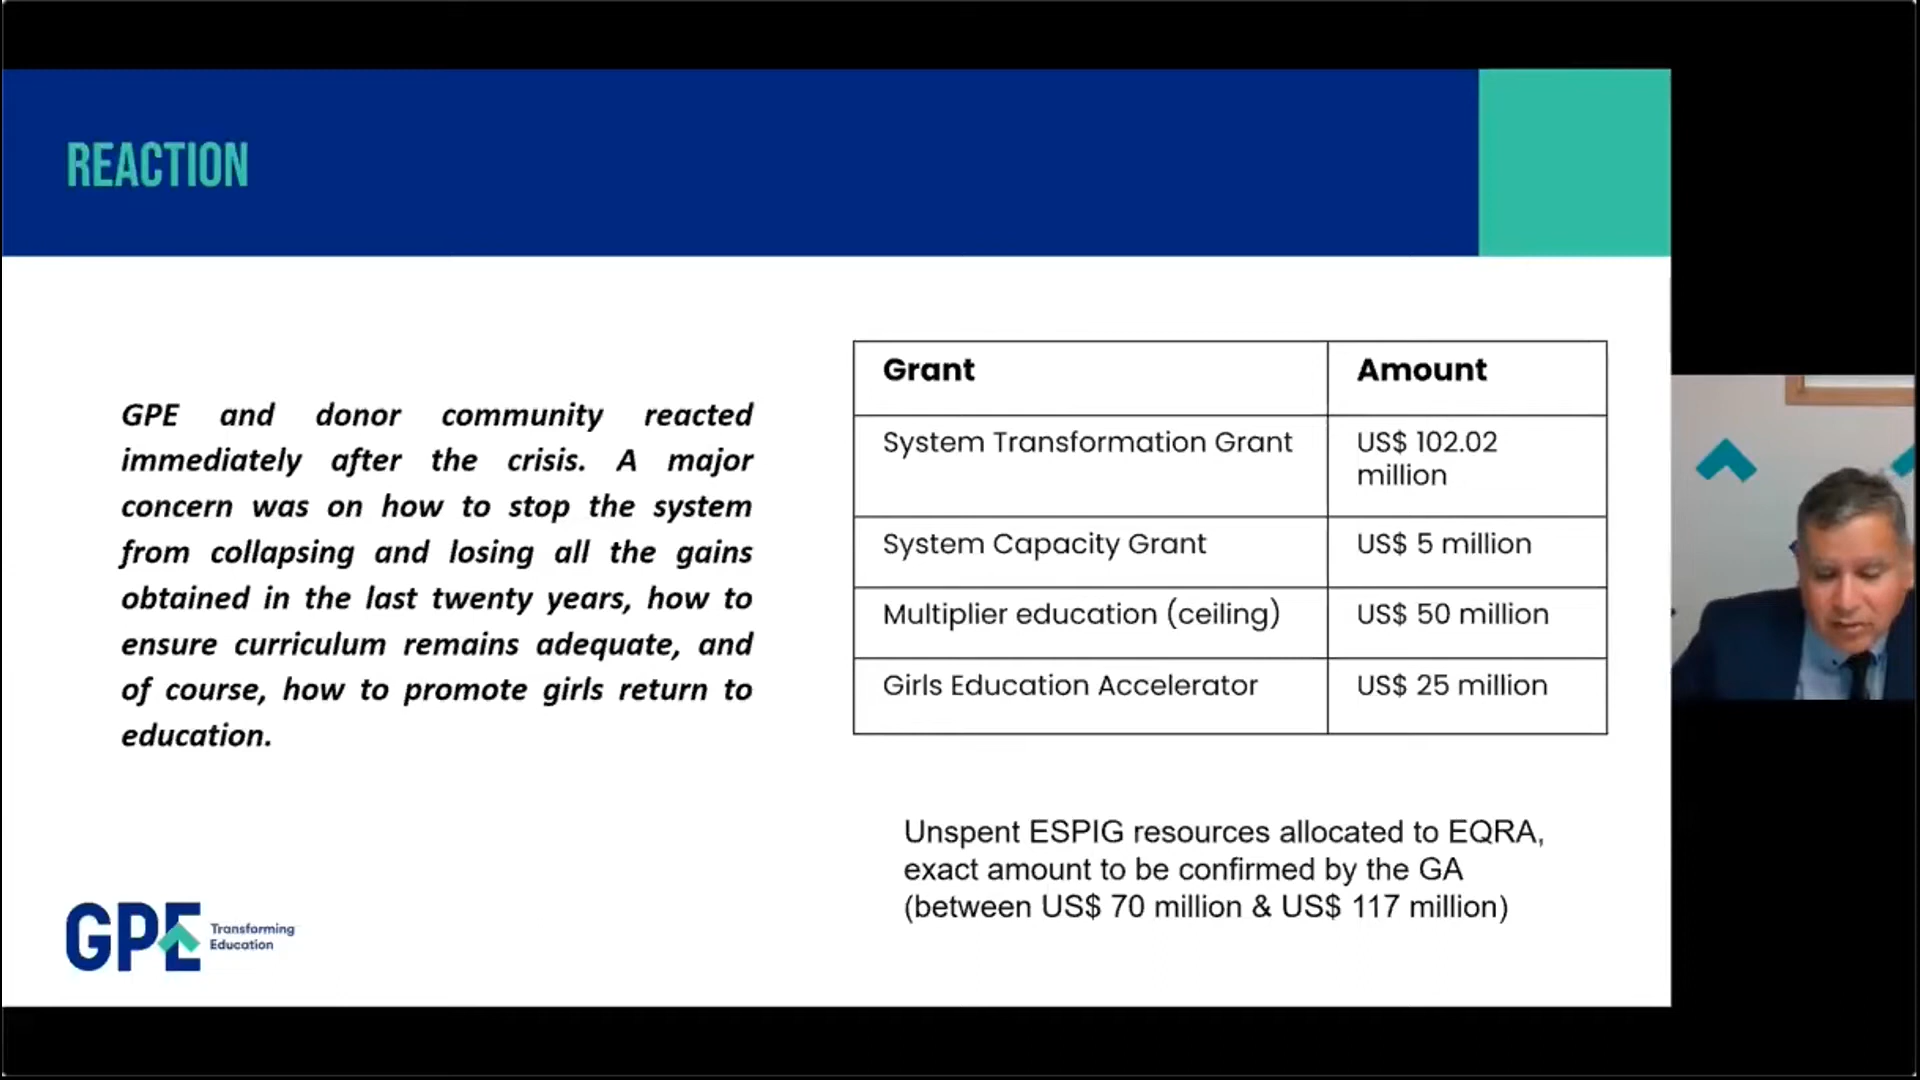 REACTION
GPE and donor community reacted
immediately after the crisis. A major
concern was on how to stop the system
from collapsing and losing all the gains
obtained in the last twenty years, how to
ensure curriculum remains adequate, and
of course, how to promote girls return to
education.
Grant Amount
System Transformation Grant US$ 102.02
million
System Capacity Grant US$ 5 million
Multiplier education (ceiling) US$ 50 million
Girls Education Accelerator US$ 25 million
Unspent ESPIG resources allocated to EQRA,
exact amount to be confirmed by the GA
(between US$ 70 million & US$ 117 million)
GPE Transforming
Education